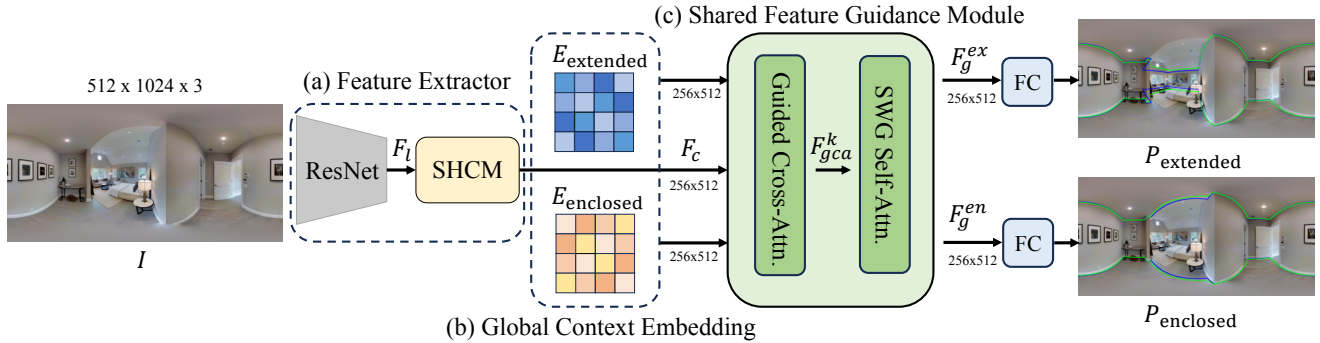 (c) Shared Feature Guidance Module
512 x 1024 x 3
(a) Feature Extractor
ResNet
F_l
SHCM
E_extended
E_enclosed
256x512
F_c
256x512
256x512
Guided Cross-Attn.
F_gca^k
SWG Self-Attn.
F_g^ex
256x512
FC
P_extended
F_g^en
256x512
FC
P_enclosed
I
(b) Global Context Embedding